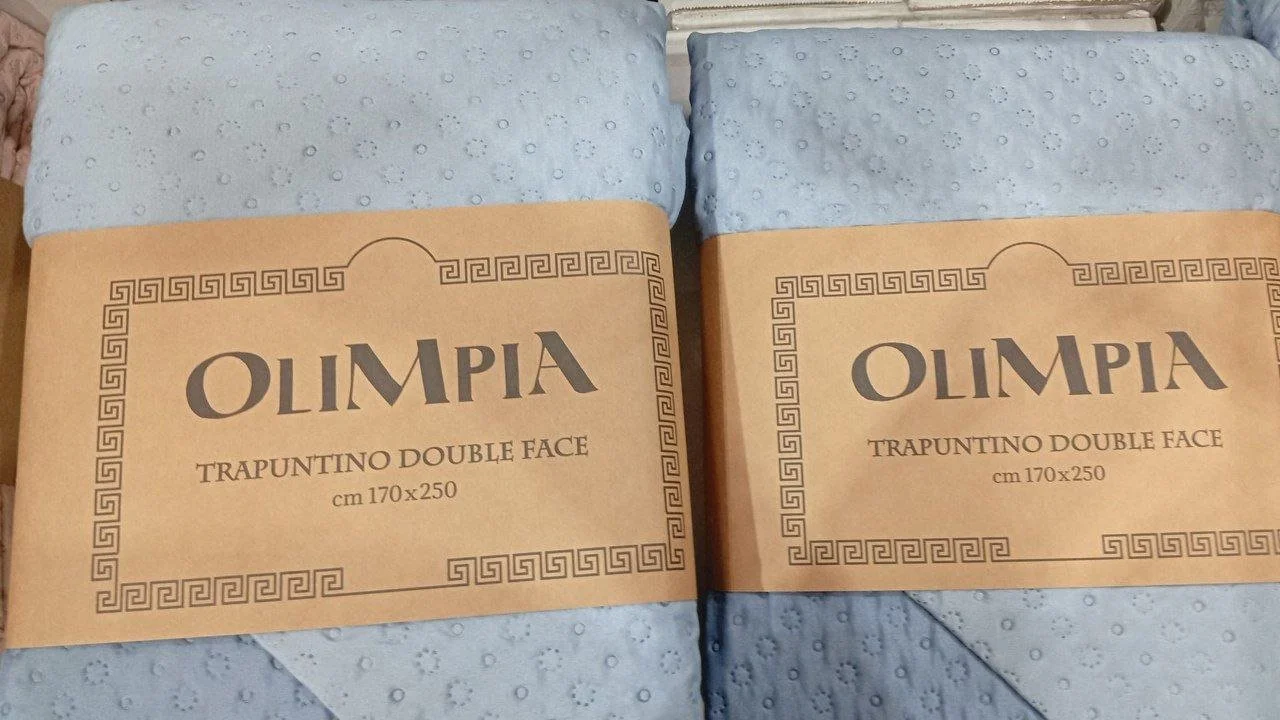 OLIMPIA
TRAPUNTINO DOUBLE FACE
cm 170x250
OLIMPIA
TRAPUNTINO DOUBLE FACE
cm 170x250